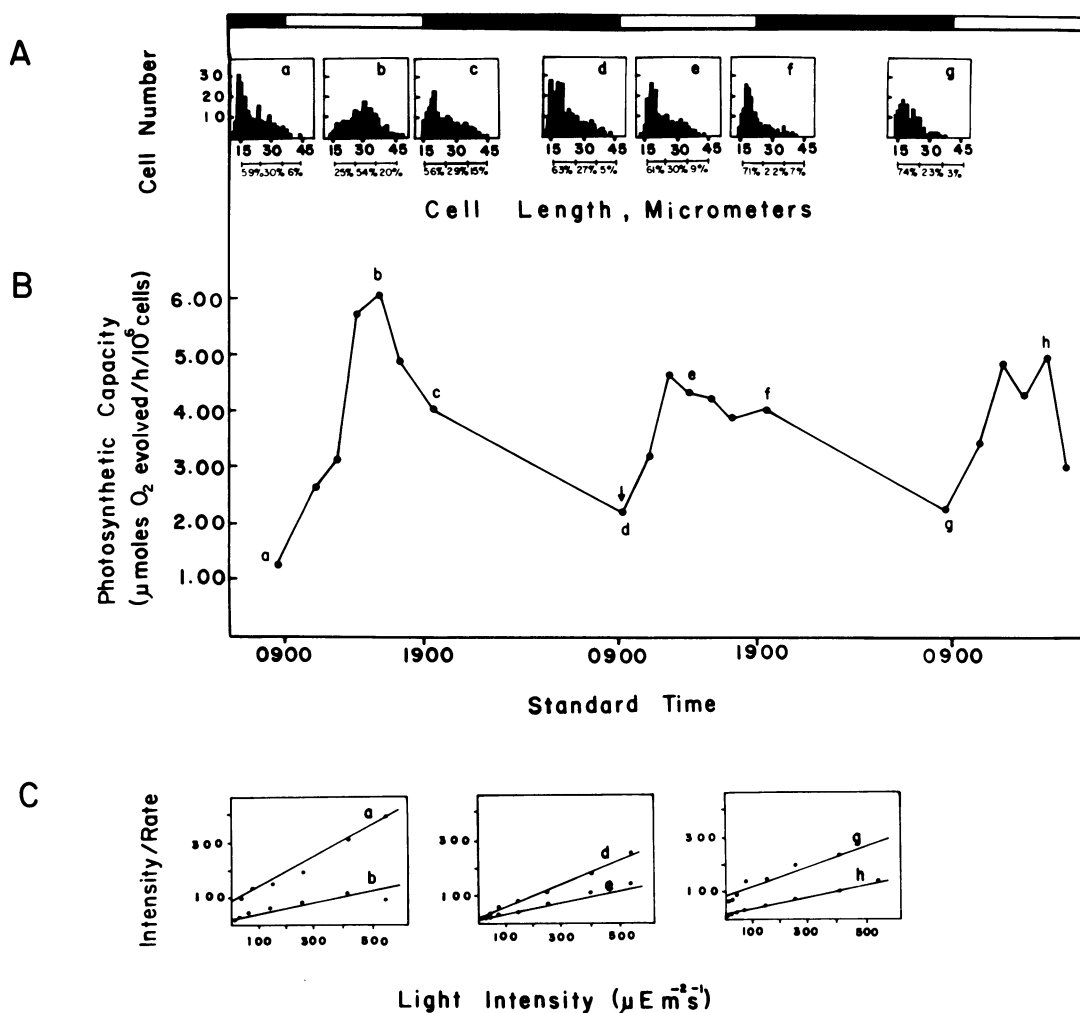 A
Cell Number
30
20
10
a b c d e f g
15 30 45 15 30 45 15 30 45 15 30 45 15 30 45 15 30 45 15 30 45
59% 30% 6% 25% 54% 20% 56% 29% 15% 63% 27% 5% 61% 30% 9% 71% 22% 7% 74% 23% 3%
Cell Length, Micrometers
B
Photosynthetic Capacity
(μmoles O₂ evolved/h/10⁶ cells)
6.00
5.00
4.00
3.00
2.00
1.00
a b c d e f g h
0900 1900 0900 1900 0900
Standard Time
C
Intensity/Rate
300
100
a
b
100 300 500
300
100
d
e
100 300 500
300
100
g
h
100 300 500
Light Intensity (μE m⁻²s⁻¹)